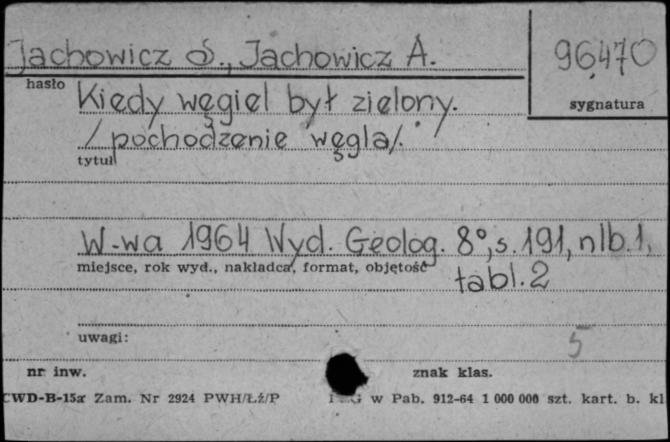 Jachowicz S., Jachowicz A.
96470
hasło
sygnatura
Kiedy węgiel był zielony.
/pochodzenie węgla/.
tytuł
W-wa 1964 Wyd. Geolog. 8°, s. 191, nlb. 1,
miejsce, rok wyd., nakładca, format, objętość
tabl. 2
uwagi:
5
nr inw.
znak klas.
CWD-B-15a Zam. Nr 2924 PWH/Łź/P G w Pab. 912-64 1 000 000 szt. kart. b. kl